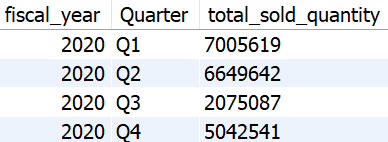 fiscal_year Quarter total_sold_quantity
2020 Q1 7005619
2020 Q2 6649642
2020 Q3 2075087
2020 Q4 5042541